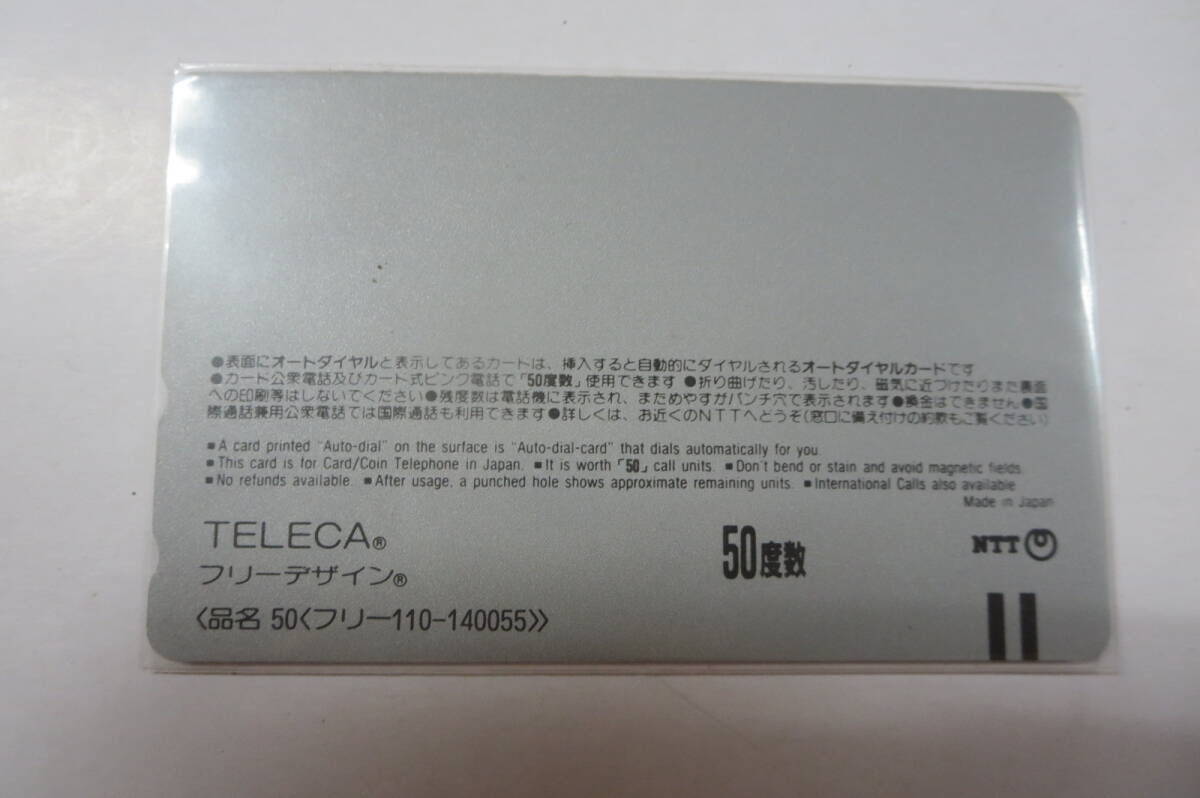 ●表面にオートダイヤルと表示してあるカートは、挿入すると自動的にダイヤルされるオートダイヤルカードです
●カード公衆電話及びカード式ピンク電話で「50度数」使用できます ●折り曲げたり、汚したり、磁気に近づけたりまた裏面
への印刷等はしないでください ●残度数は電話機に表示され、まためやすがパンチ穴で表示されます ●換金はできません ●国
際通話兼用公衆電話では国際通話も利用できます ●詳しくは、お近くのNTTへどうぞ(窓口に備え付けの約款もご覧ください)
■ A card printed "Auto-dial" on the surface is "Auto-dial-card" that dials automatically for you.
■ This card is for Card/Coin Telephone in Japan. ■ It is worth「50」call units. ■ Don't bend or stain and avoid magnetic fields.
■ No refunds available. ■ After usage, a punched hole shows approximate remaining units. ■ International Calls also available
Made in Japan
TELECA®
フリーデザイン®
50度数
NTT
〈品名 50〈フリー110-140055〉〉